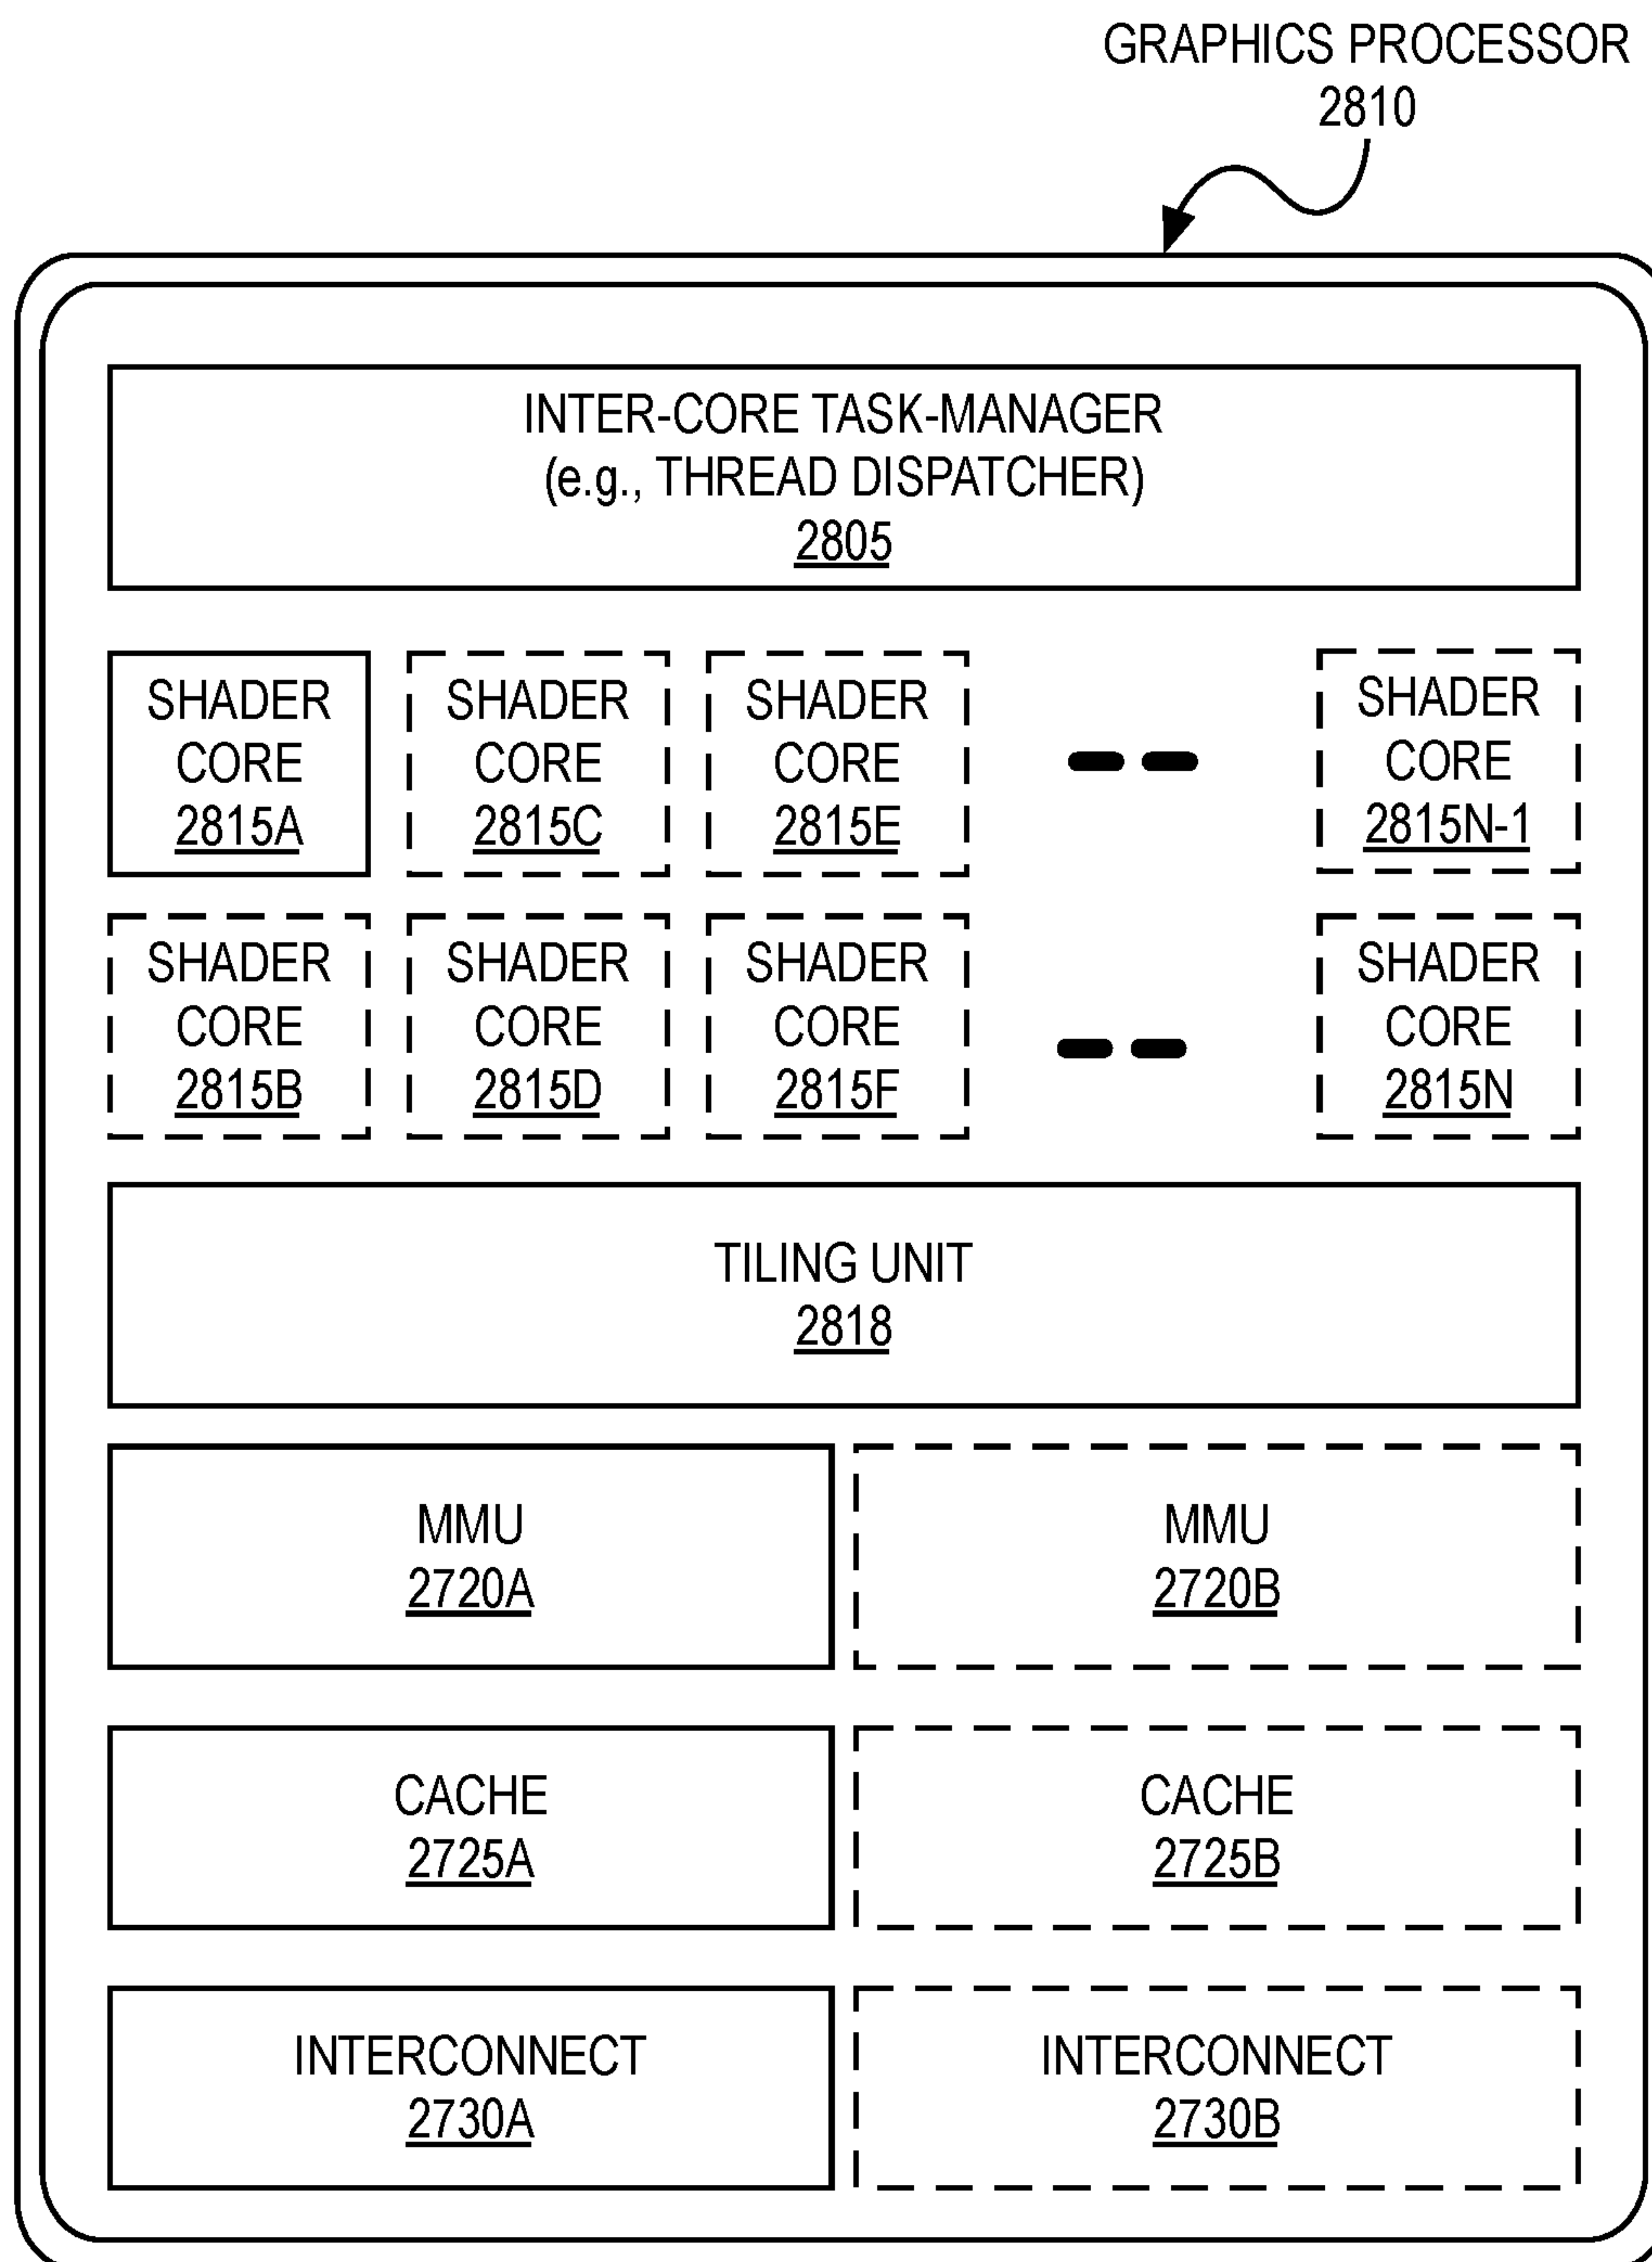 GRAPHICS PROCESSOR
2810
INTER-CORE TASK-MANAGER
(e.g., THREAD DISPATCHER)
2805
SHADER
CORE
2815A
SHADER
CORE
2815C
SHADER
CORE
2815E
SHADER
CORE
2815N-1
SHADER
CORE
2815B
SHADER
CORE
2815D
SHADER
CORE
2815F
SHADER
CORE
2815N
TILING UNIT
2818
MMU
2720A
MMU
2720B
CACHE
2725A
CACHE
2725B
INTERCONNECT
2730A
INTERCONNECT
2730B